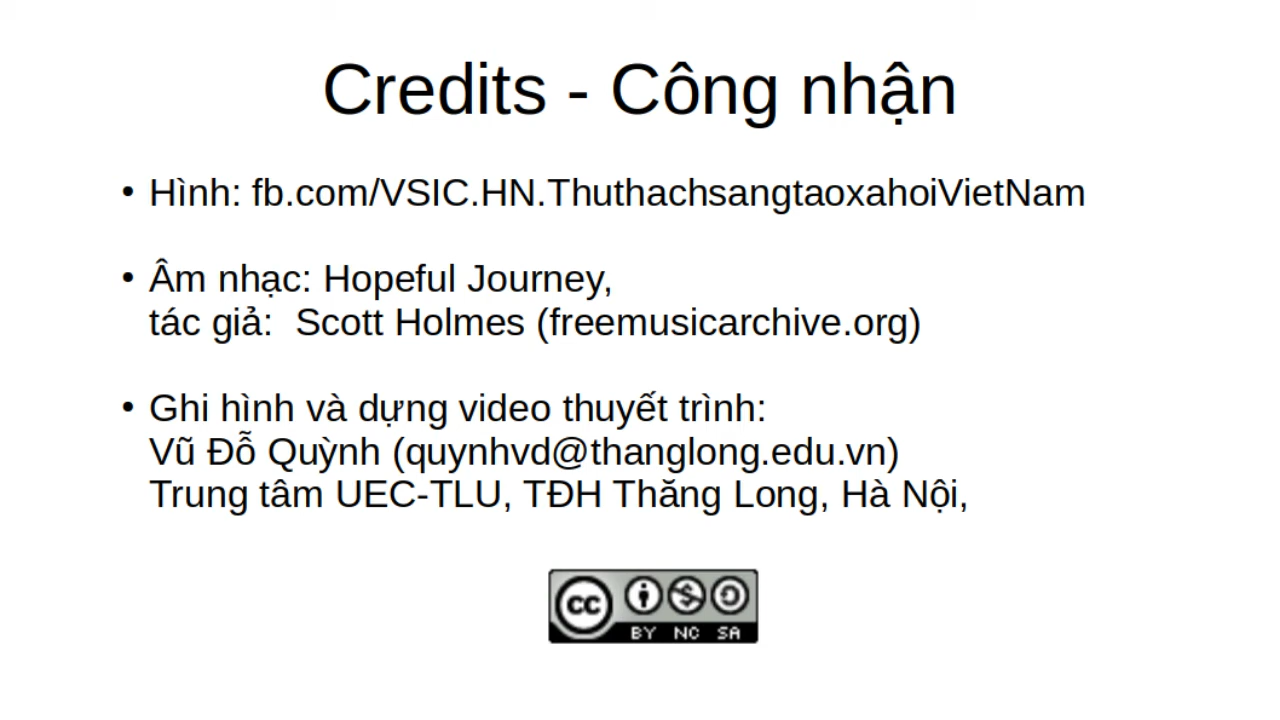 Credits - Công nhận
• Hình: fb.com/VSIC.HN.ThuthachsangtaoxahoiVietNam
• Âm nhạc: Hopeful Journey,
tác giả:  Scott Holmes (freemusicarchive.org)
• Ghi hình và dựng video thuyết trình:
Vũ Đỗ Quỳnh (quynhvd@thanglong.edu.vn)
Trung tâm UEC-TLU, TĐH Thăng Long, Hà Nội,
cc
BY NC SA